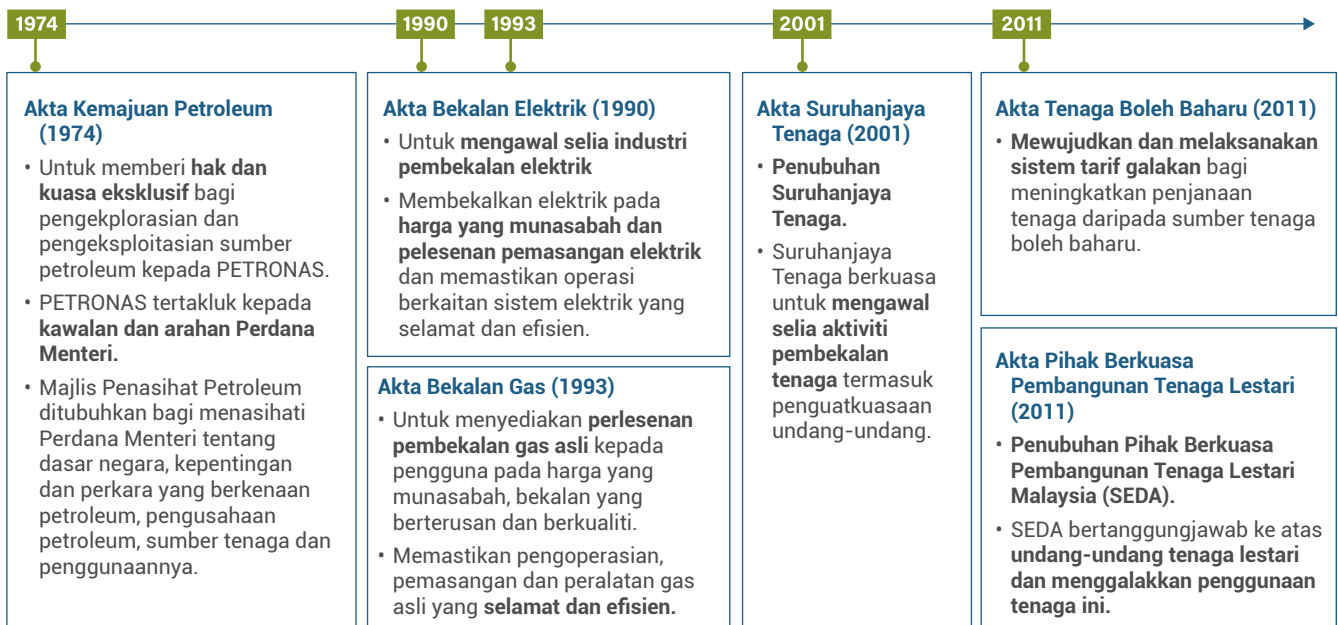 1974
1990
1993
2001
2011
Akta Kemajuan Petroleum
(1974)
• Untuk memberi hak dan
kuasa eksklusif bagi
pengekplorasian dan
pengeksploitasian sumber
petroleum kepada PETRONAS.
• PETRONAS tertakluk kepada
kawalan dan arahan Perdana
Menteri.
• Majlis Penasihat Petroleum
ditubuhkan bagi menasihati
Perdana Menteri tentang
dasar negara, kepentingan
dan perkara yang berkenaan
petroleum, pengusahaan
petroleum, sumber tenaga dan
penggunaannya.
Akta Bekalan Elektrik (1990)
• Untuk mengawal selia industri
pembekalan elektrik
• Membekalkan elektrik pada
harga yang munasabah dan
pelesenan pemasangan elektrik
dan memastikan operasi
berkaitan sistem elektrik yang
selamat dan efisien.
Akta Bekalan Gas (1993)
• Untuk menyediakan perlesenan
pembekalan gas asli kepada
pengguna pada harga yang
munasabah, bekalan yang
berterusan dan berkualiti.
• Memastikan pengoperasian,
pemasangan dan peralatan gas
asli yang selamat dan efisien.
Akta Suruhanjaya
Tenaga (2001)
• Penubuhan
Suruhanjaya
Tenaga.
• Suruhanjaya
Tenaga berkuasa
untuk mengawal
selia aktiviti
pembekalan
tenaga termasuk
penguatkuasaan
undang-undang.
Akta Tenaga Boleh Baharu (2011)
• Mewujudkan dan melaksanakan
sistem tarif galakan bagi
meningkatkan penjanaan
tenaga daripada sumber tenaga
boleh baharu.
Akta Pihak Berkuasa
Pembangunan Tenaga Lestari
(2011)
• Penubuhan Pihak Berkuasa
Pembangunan Tenaga Lestari
Malaysia (SEDA).
• SEDA bertanggungjawab ke atas
undang-undang tenaga lestari
dan menggalakkan penggunaan
tenaga ini.